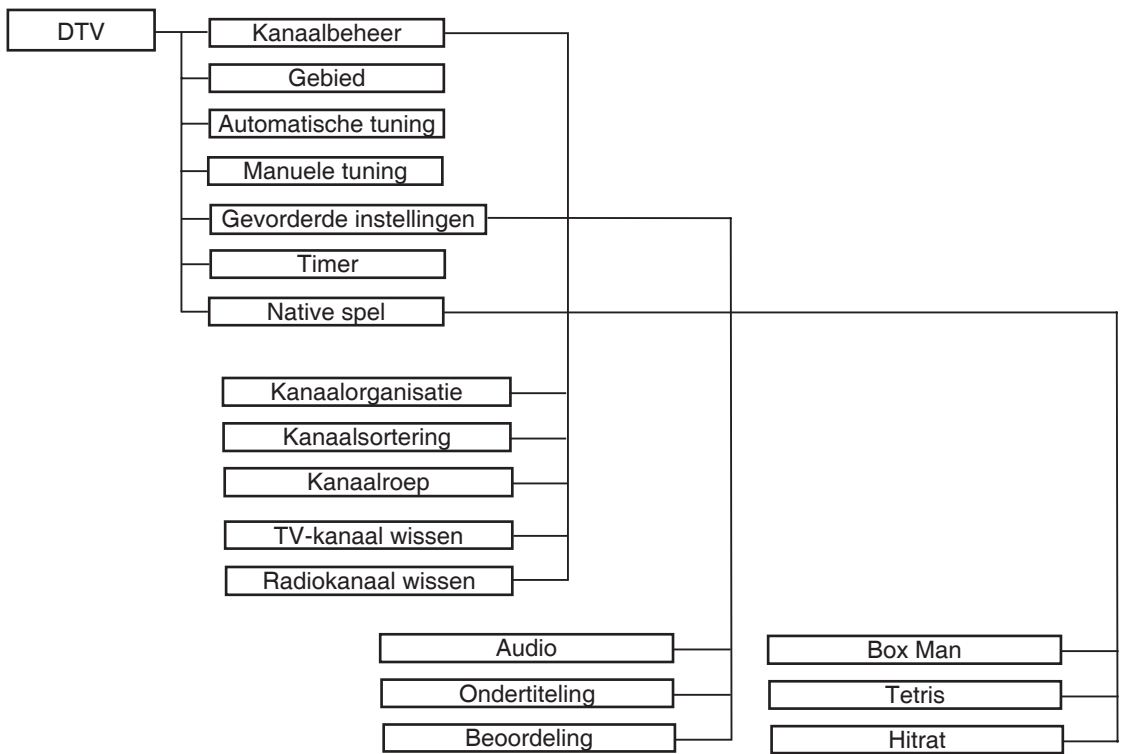 DTV
Kanaalbeheer
Gebied
Automatische tuning
Manuele tuning
Gevorderde instellingen
Timer
Native spel
Kanaalorganisatie
Kanaalsortering
Kanaalroep
TV-kanaal wissen
Radiokanaal wissen
Audio
Ondertiteling
Beoordeling
Box Man
Tetris
Hitrat